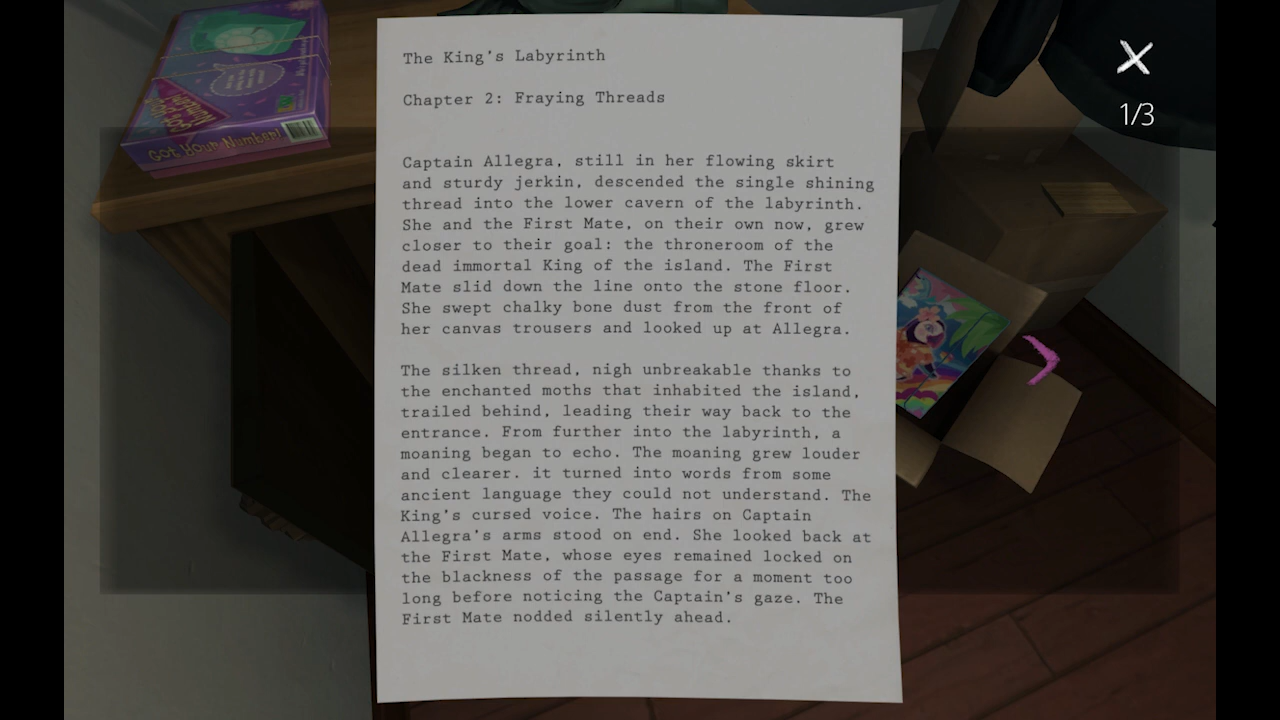 The King's Labyrinth
Chapter 2: Fraying Threads
Captain Allegra, still in her flowing skirt
and sturdy jerkin, descended the single shining
thread into the lower cavern of the labyrinth.
She and the First Mate, on their own now, grew
closer to their goal: the throneroom of the
dead immortal King of the island. The First
Mate slid down the line onto the stone floor.
She swept chalky bone dust from the front of
her canvas trousers and looked up at Allegra.
The silken thread, nigh unbreakable thanks to
the enchanted moths that inhabited the island,
trailed behind, leading their way back to the
entrance. From further into the labyrinth, a
moaning began to echo. The moaning grew louder
and clearer. it turned into words from some
ancient language they could not understand. The
King's cursed voice. The hairs on Captain
Allegra's arms stood on end. She looked back at
the First Mate, whose eyes remained locked on
the blackness of the passage for a moment too
long before noticing the Captain's gaze. The
First Mate nodded silently ahead.
1/3
Got Your Number!